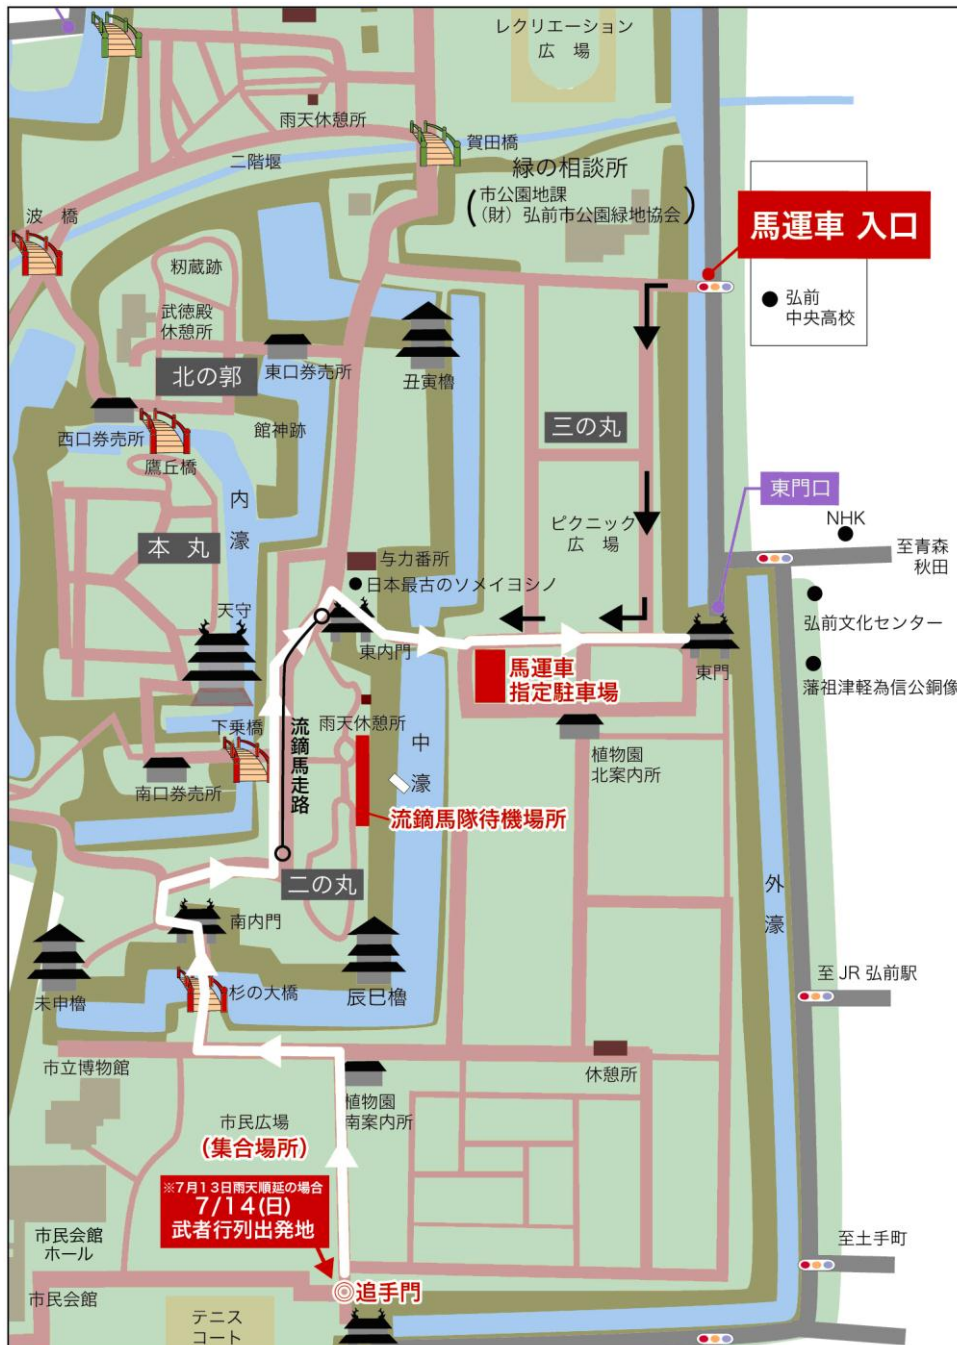 レクリエーション
広　場
雨天休憩所
賀田橋
二階堰
緑の相談所
市公園地課
（財）弘前市公園緑地協会
馬運車 入口
波　橋
籾蔵跡
弘前
中央高校
武徳殿
休憩所
北の郭
東口券売所
丑寅櫓
西口券売所
館神跡
三の丸
鷹丘橋
内濠
東門口
本 丸
ピクニック
広　場
NHK
至青森
秋田
与力番所
日本最古のソメイヨシノ
天守
弘前文化センター
東内門
東門
馬運車
指定駐車場
藩祖津軽為信公銅像
下乗橋
流鏑馬走路
雨天休憩所
中濠
植物園
北案内所
南口券売所
流鏑馬隊待機場所
二の丸
外濠
南内門
未申櫓
杉の大橋
辰巳櫓
至 JR 弘前駅
市立博物館
休憩所
植物園
南案内所
市民広場
（集合場所）
※7月13日雨天順延の場合
7/14(日)
武者行列出発地
市民会館
ホール
至土手町
市民会館
追手門
テニス
コート